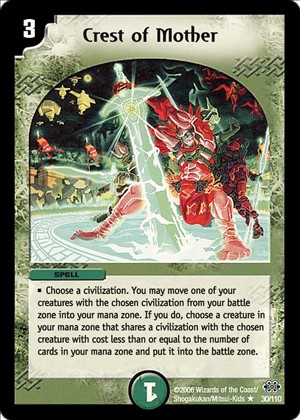 3
Crest of Mother
SPELL
▪ Choose a civilization. You may move one of your
creatures with the chosen civilization from your battle
zone into your mana zone. If you do, choose a creature in
your mana zone that shares a civilization with the chosen
creature with cost less than or equal to the number of
cards in your mana zone and put it into the battle zone.
1
©2006 Wizards of the Coast/
Shogakukan/Mitsui-Kids ★ 30/110